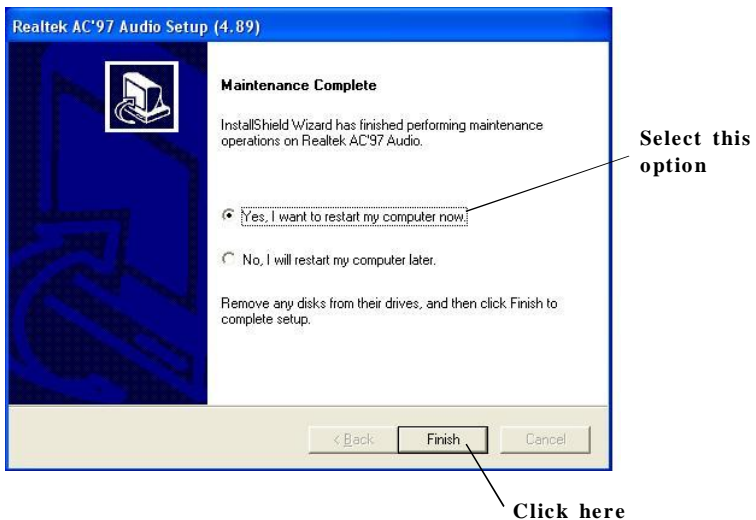 Realtek AC'97 Audio Setup (4.89)
Maintenance Complete
InstallShield Wizard has finished performing maintenance
operations on Realtek AC'97 Audio.
Select this
option
Yes, I want to restart my computer now.
No, I will restart my computer later.
Remove any disks from their drives, and then click Finish to
complete setup.
< Back Finish Cancel
Click here